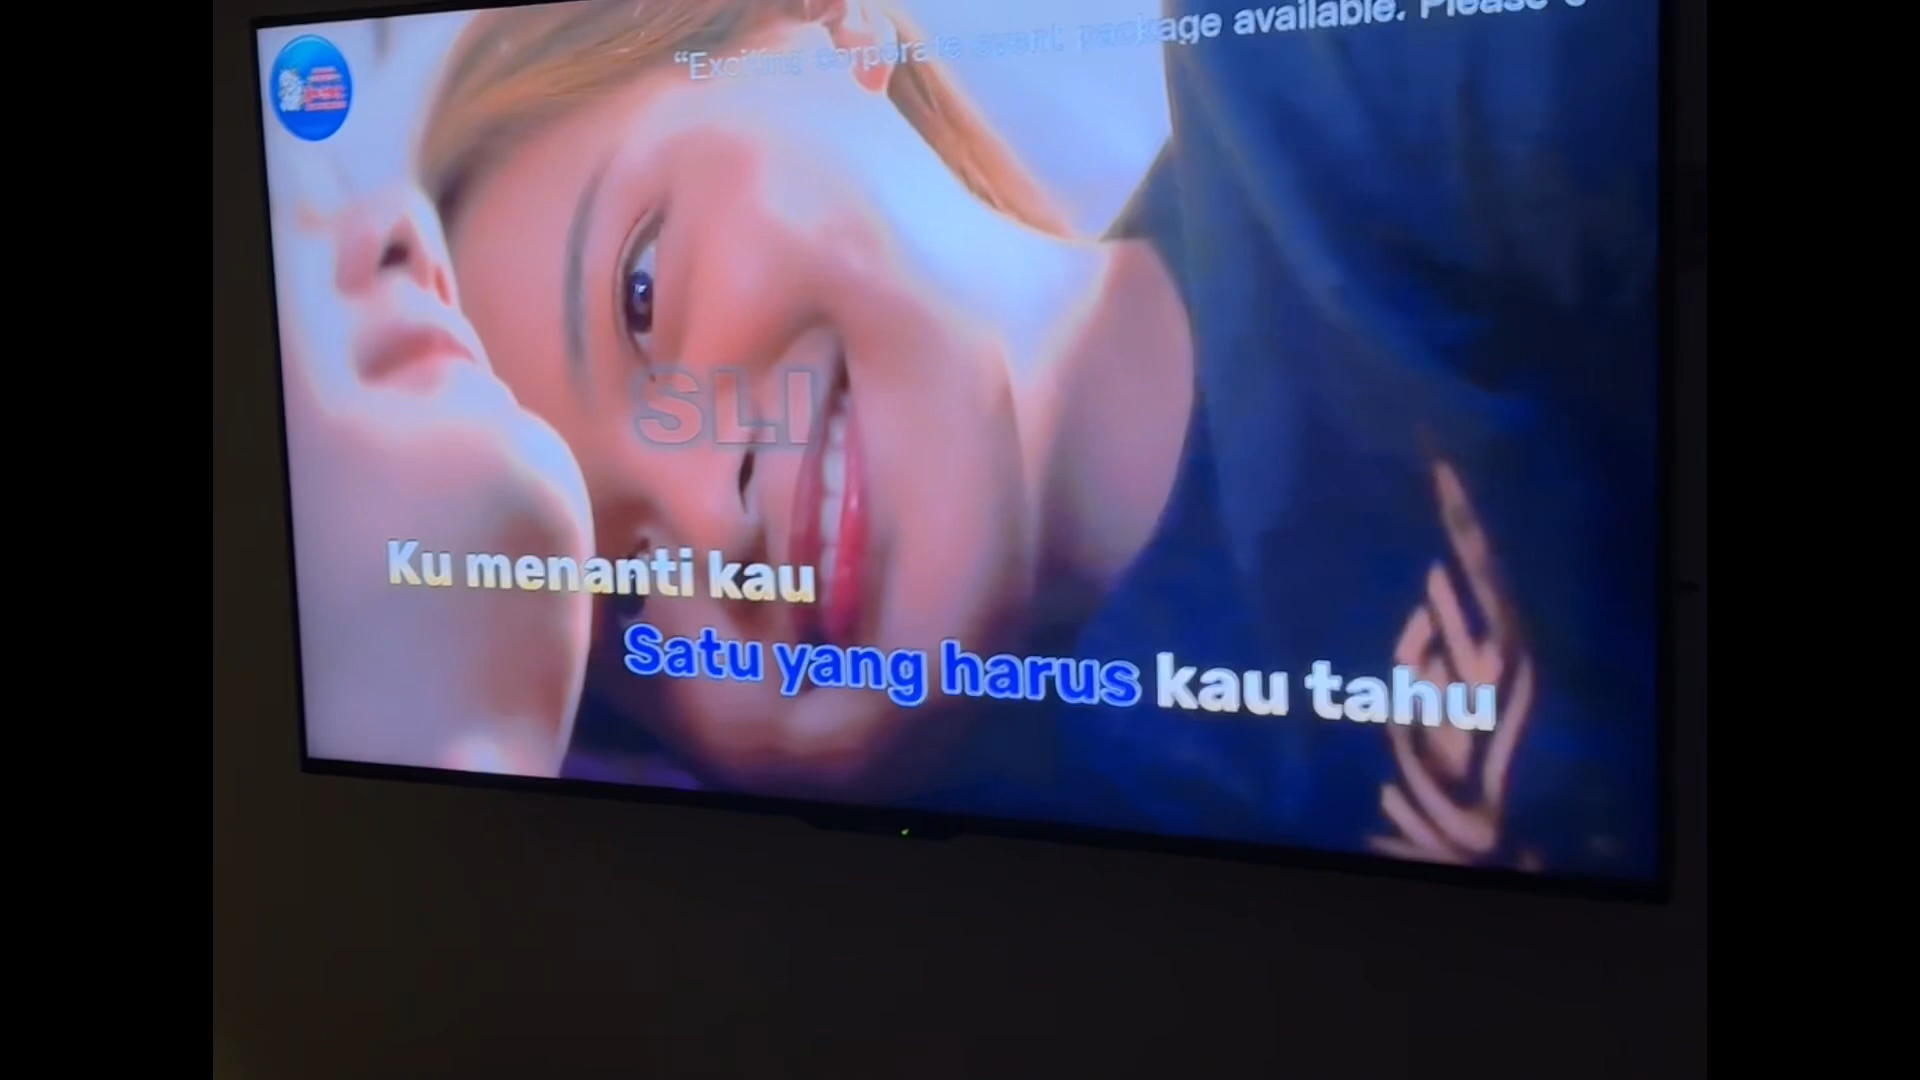 "Exciting corporate event package available. Please
SLI
Ku menanti kau
Satu yang harus kau tahu